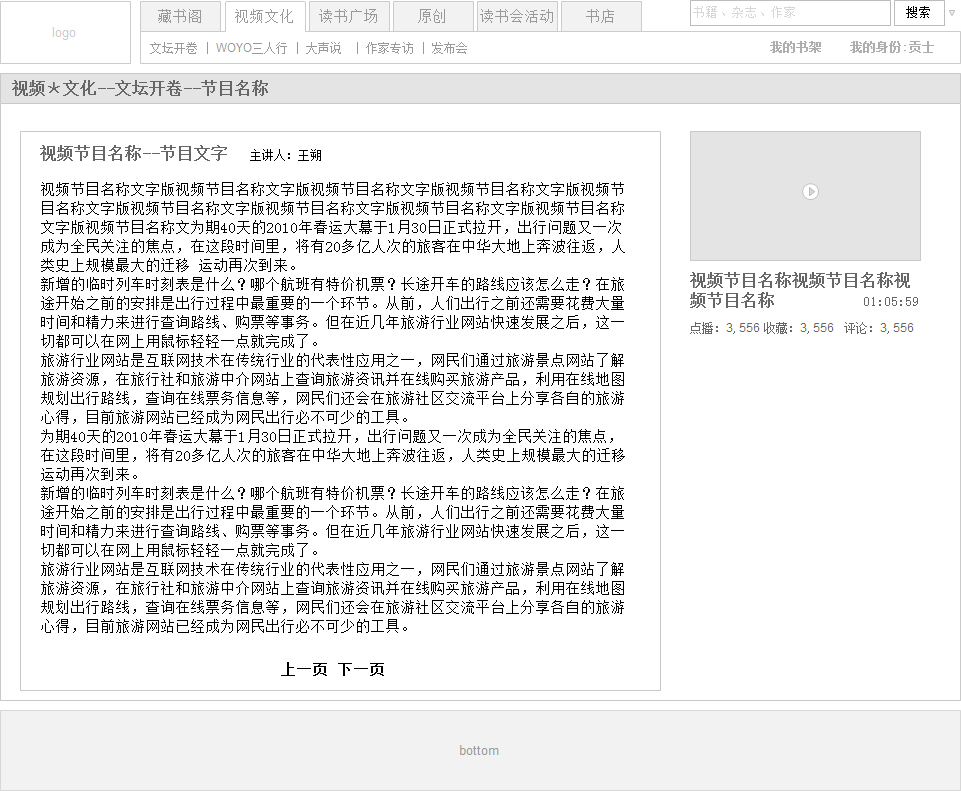 logo
藏书阁 视频文化 读书广场 原创 读书会活动 书店
书籍、杂志、作家 搜索
文坛开卷 | WOYO三人行 | 大声说 | 作家专访 | 发布会
我的书架 我的身份:贡士
视频＊文化--文坛开卷--节目名称
视频节目名称--节目文字 主讲人: 王朔
视频节目名称文字版视频节目名称文字版视频节目名称文字版视频节目名称文字版视频节
目名称文字版视频节目名称文字版视频节目名称文字版视频节目名称文字版视频节目名称
文字版视频节目名称文为期40天的2010年春运大幕于1月30日正式拉开，出行问题又一次
成为全民关注的焦点，在这段时间里，将有20多亿人次的旅客在中华大地上奔波往返，人
类史上规模最大的迁移 运动再次到来。
新增的临时列车时刻表是什么？哪个航班有特价机票？长途开车的路线应该怎么走？在旅
途开始之前的安排是出行过程中最重要的一个环节。从前，人们出行之前还需要花费大量
时间和精力来进行查询路线、购票等事务。但在近几年旅游行业网站快速发展之后，这一
切都可以在网上用鼠标轻轻一点就完成了。
旅游行业网站是互联网技术在传统行业的代表性应用之一，网民们通过旅游景点网站了解
旅游资源，在旅行社和旅游中介网站上查询旅游资讯并在线购买旅游产品，利用在线地图
规划出行路线，查询在线票务信息等，网民们还会在旅游社区交流平台上分享各自的旅游
心得，目前旅游网站已经成为网民出行必不可少的工具。
为期40天的2010年春运大幕于1月30日正式拉开，出行问题又一次成为全民关注的焦点，
在这段时间里，将有20多亿人次的旅客在中华大地上奔波往返，人类史上规模最大的迁移
运动再次到来。
新增的临时列车时刻表是什么？哪个航班有特价机票？长途开车的路线应该怎么走？在旅
途开始之前的安排是出行过程中最重要的一个环节。从前，人们出行之前还需要花费大量
时间和精力来进行查询路线、购票等事务。但在近几年旅游行业网站快速发展之后，这一
切都可以在网上用鼠标轻轻一点就完成了。
旅游行业网站是互联网技术在传统行业的代表性应用之一，网民们通过旅游景点网站了解
旅游资源，在旅行社和旅游中介网站上查询旅游资讯并在线购买旅游产品，利用在线地图
规划出行路线，查询在线票务信息等，网民们还会在旅游社区交流平台上分享各自的旅游
心得，目前旅游网站已经成为网民出行必不可少的工具。
上一页 下一页
视频节目名称视频节目名称视
频节目名称 01:05:59
点播: 3,556 收藏: 3,556 评论: 3,556
bottom